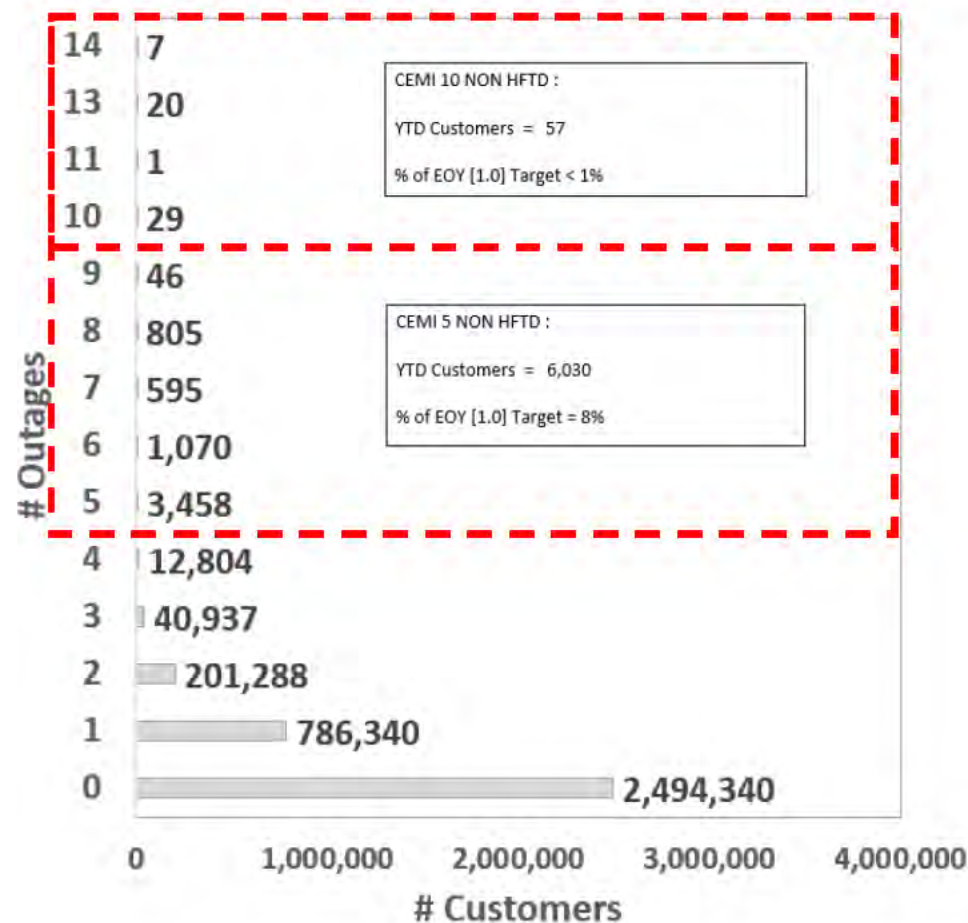 14 7
13 20
11 1
10 29
9 46
8 805
7 595
6 1,070
5 3,458
4 12,804
3 40,937
2 201,288
1 786,340
0 2,494,340
CEMI 10 NON HFTD :
YTD Customers = 57
% of EOY [1.0] Target < 1%
CEMI 5 NON HFTD :
YTD Customers = 6,030
% of EOY [1.0] Target = 8%
# Outages
0 1,000,000 2,000,000 3,000,000 4,000,000
# Customers